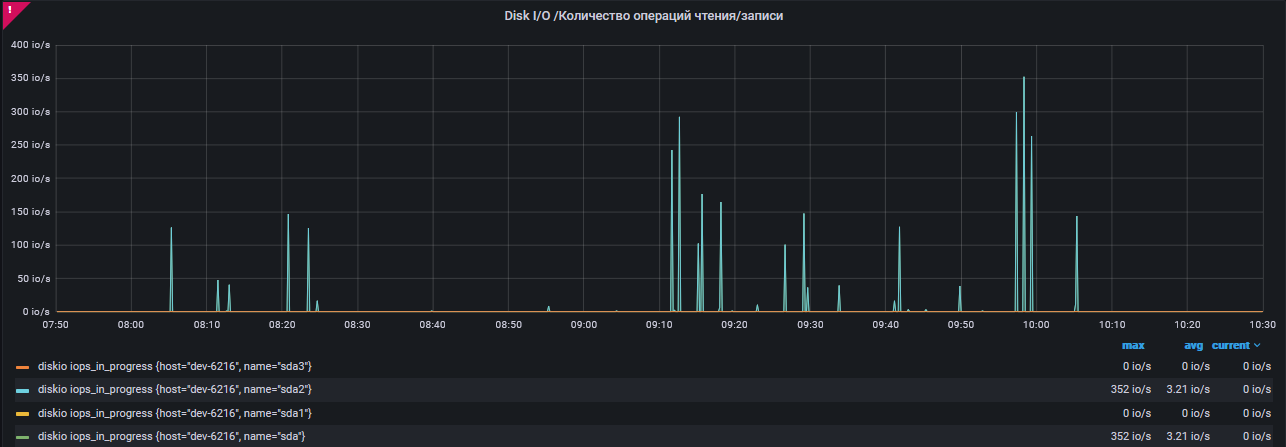 !
Disk I/O /Количество операций чтения/записи
400 io/s
350 io/s
300 io/s
250 io/s
200 io/s
150 io/s
100 io/s
50 io/s
0 io/s
07:50 08:00 08:10 08:20 08:30 08:40 08:50 09:00 09:10 09:20 09:30 09:40 09:50 10:00 10:10 10:20 10:30
max avg current
diskio iops_in_progress {host="dev-6216", name="sda3"} 0 io/s 0 io/s 0 io/s
diskio iops_in_progress {host="dev-6216", name="sda2"} 352 io/s 3.21 io/s 0 io/s
diskio iops_in_progress {host="dev-6216", name="sda1"} 0 io/s 0 io/s 0 io/s
diskio iops_in_progress {host="dev-6216", name="sda"} 352 io/s 3.21 io/s 0 io/s